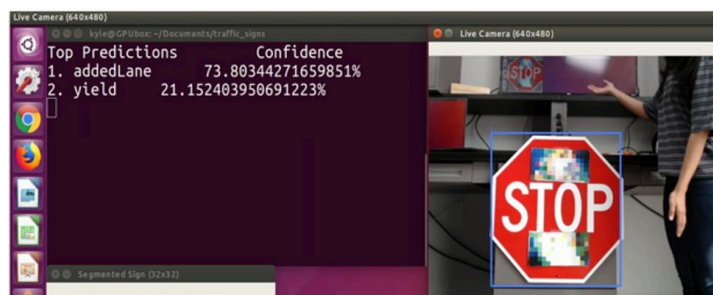 Live Camera (640x480)
kyle@GPUbox: ~/Documents/traffic_signs
Top Predictions Confidence
1. addedLane 73.80344271659851%
2. yield 21.152403950691223%
Segmented Sign (32x32)
Live Camera (640x480)
STOP
STOP